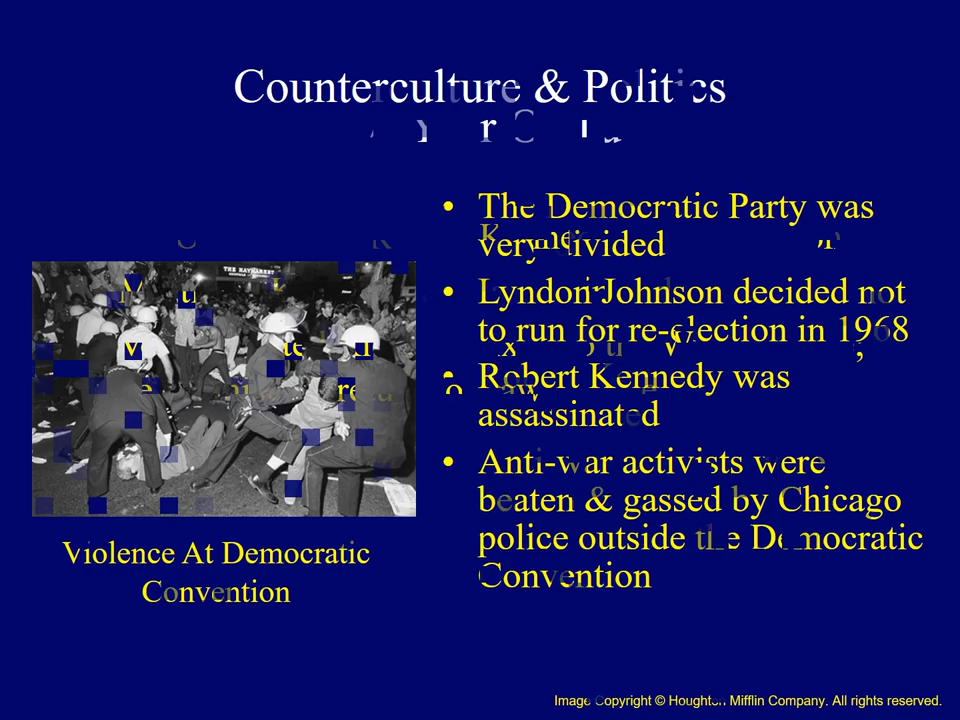 Counterculture & Politics
The Democratic Party was
very divided
Lyndon Johnson decided not
to run for re-election in 1968
Robert Kennedy was
assassinated
Anti-war activists were
beaten & gassed by Chicago
police outside the Democratic
Convention
THE HAYMARKET
Violence At Democratic
Convention
Image Copyright © Houghton Mifflin Company. All rights reserved.